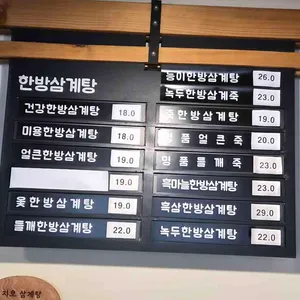 한방삼계탕
건강한방삼계탕 18.0
미용한방삼계탕 18.0
얼큰한방삼계탕 19.0
19.0
옻한방삼계탕 19.0
들깨한방삼계탕 22.0
능이한방삼계탕 26.0
녹두한방삼계죽 23.0
한방삼계죽 23.0
명품얼큰죽 20.0
명품들깨죽 23.0
흑마늘한방삼계탕 23.0
흑삼한방삼계탕 29.0
녹두한방삼계탕 22.0
지호 삼계탕